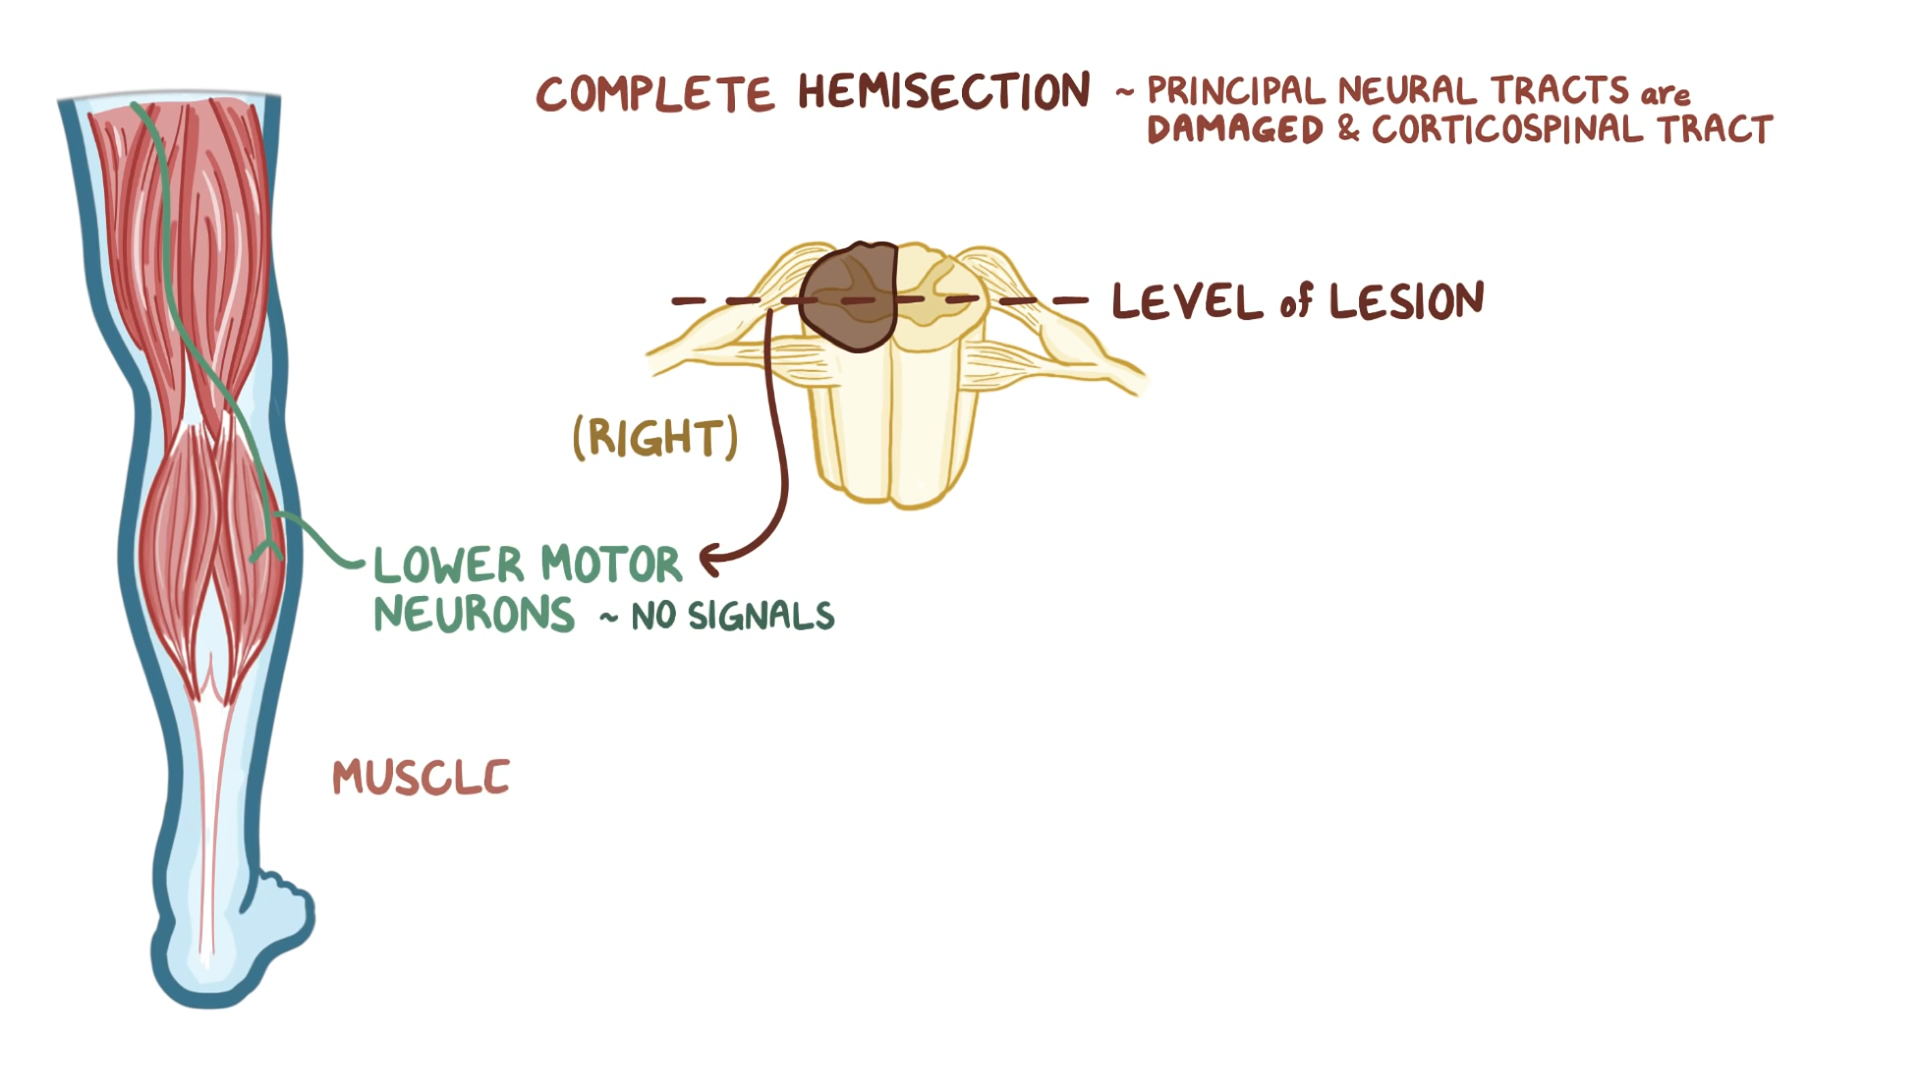 COMPLETE HEMISECTION ~ PRINCIPAL NEURAL TRACTS are
DAMAGED & CORTICOSPINAL TRACT
LEVEL of LESION
(RIGHT)
LOWER MOTOR
NEURONS ~ NO SIGNALS
MUSCLC